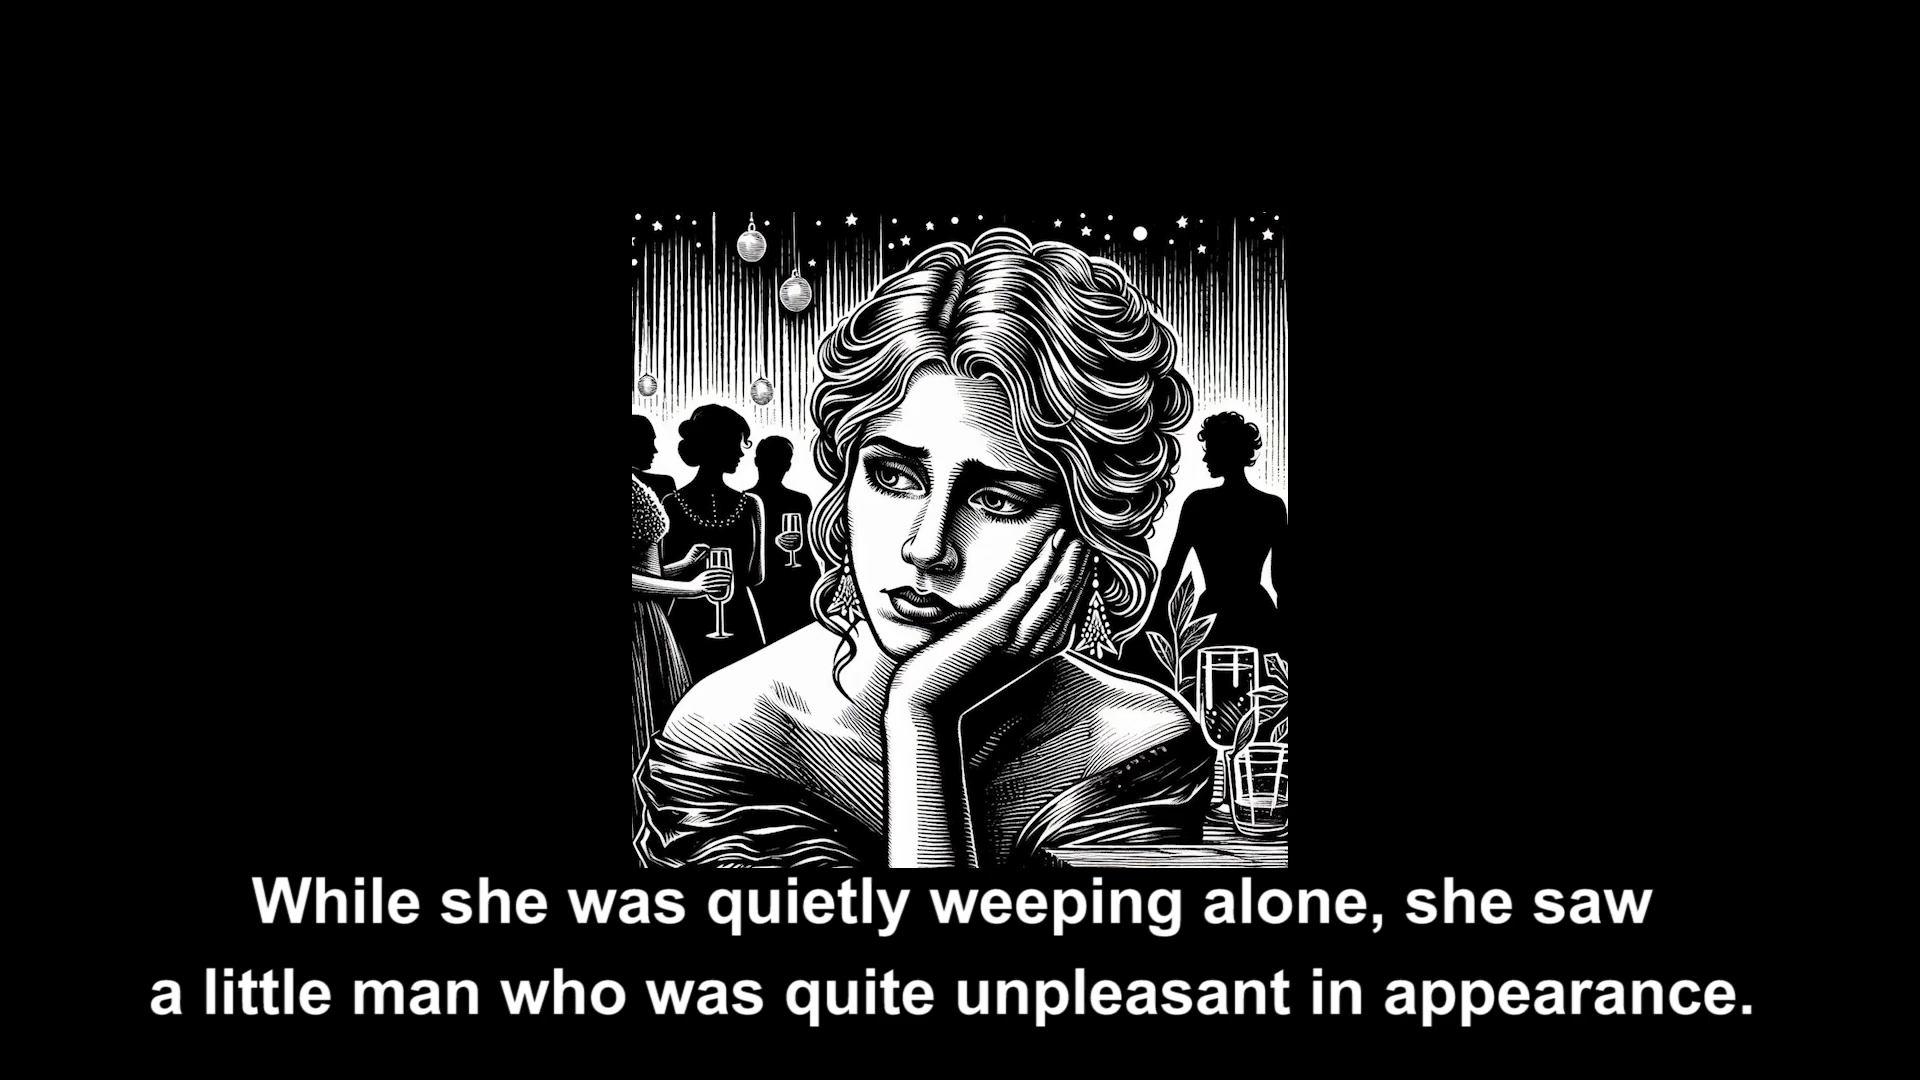 While she was quietly weeping alone, she saw
a little man who was quite unpleasant in appearance.